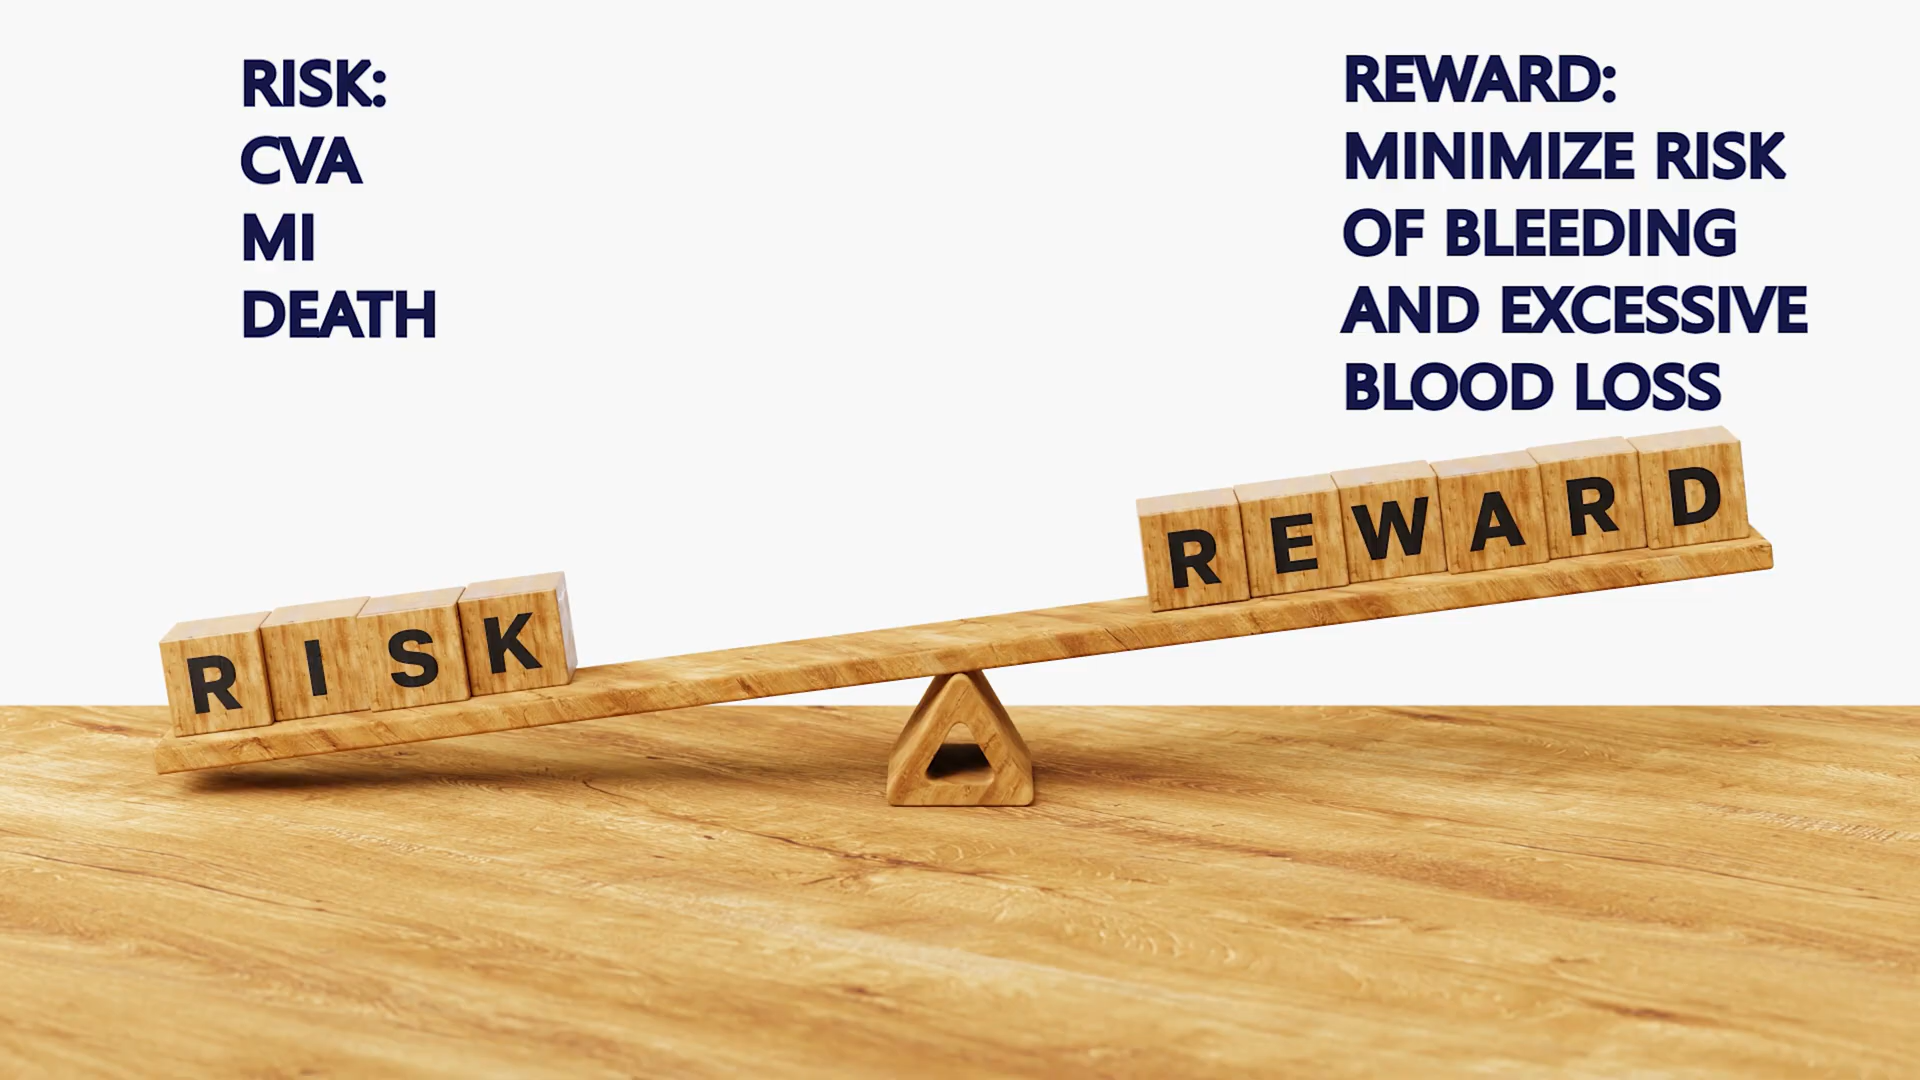 RISK:
CVA
MI
DEATH
REWARD:
MINIMIZE RISK
OF BLEEDING
AND EXCESSIVE
BLOOD LOSS
RISK
REWARD